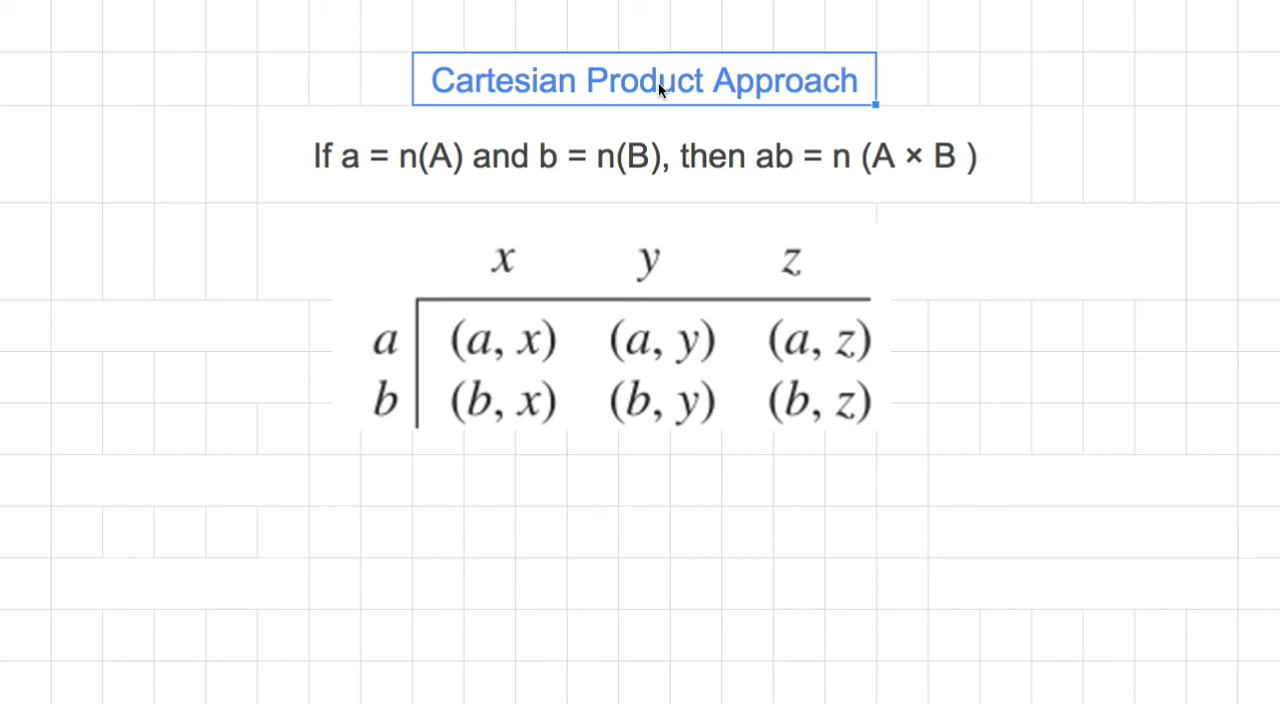 Cartesian Product Approach
If a = n(A) and b = n(B), then ab = n (A × B )
x y z
a (a, x) (a, y) (a, z)
b (b, x) (b, y) (b, z)